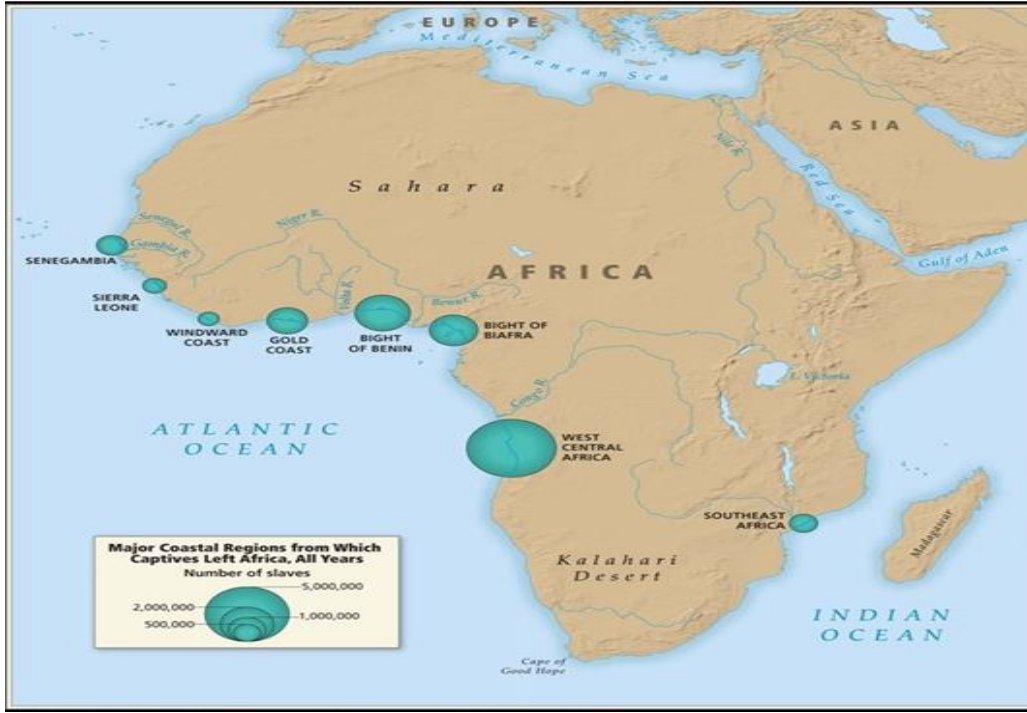 EUROPE
Mediterranean Sea
ASIA
Nile R.
Red Sea
Sahara
Senegal R.
Niger R.
Gambia R.
SENEGAMBIA
Gulf of Aden
AFRICA
SIERRA
LEONE
Volta R.
Benue R.
WINDWARD
COAST
GOLD
COAST
BIGHT
OF BENIN
BIGHT OF
BIAFRA
L. Victoria
Congo R.
ATLANTIC
OCEAN
WEST
CENTRAL
AFRICA
SOUTHEAST
AFRICA
Madagascar
Kalahari
Desert
INDIAN
OCEAN
Cape of
Good Hope
Major Coastal Regions from Which
Captives Left Africa, All Years
Number of slaves
5,000,000
2,000,000
1,000,000
500,000